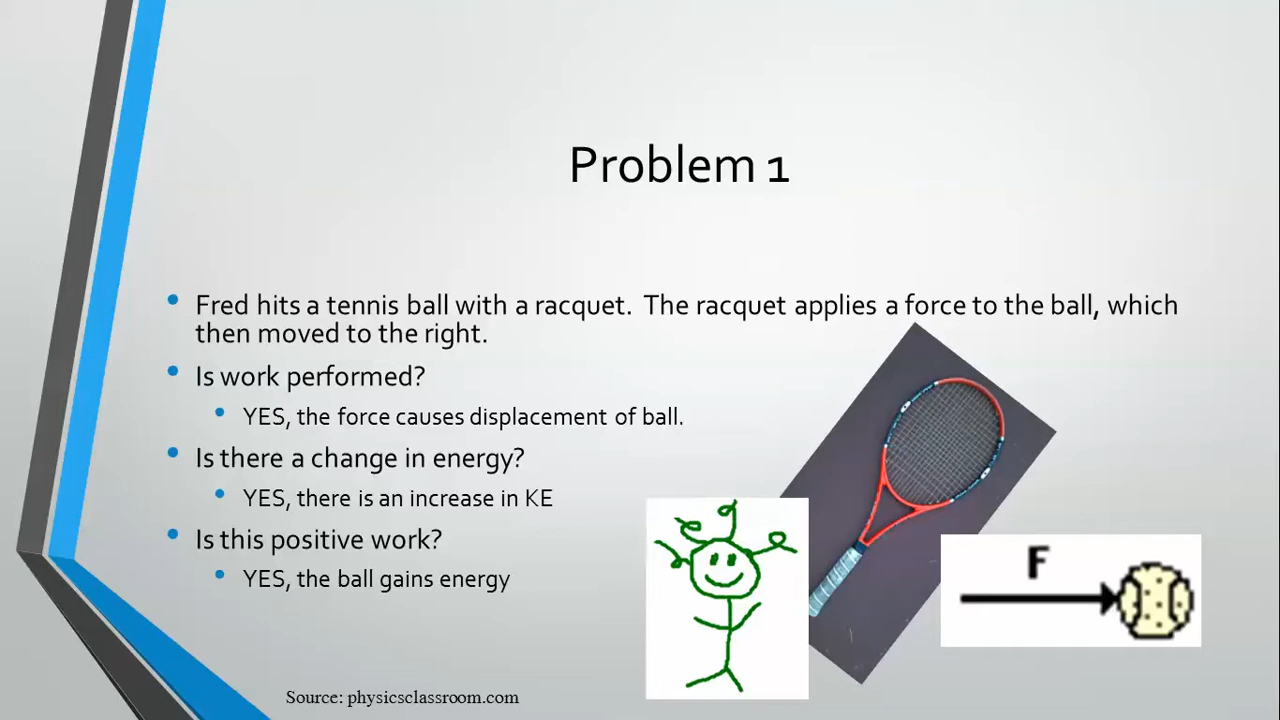 Problem 1
Fred hits a tennis ball with a racquet. The racquet applies a force to the ball, which
then moved to the right.
Is work performed?
YES, the force causes displacement of ball.
Is there a change in energy?
YES, there is an increase in KE
Is this positive work?
YES, the ball gains energy
F
Source: physicsclassroom.com